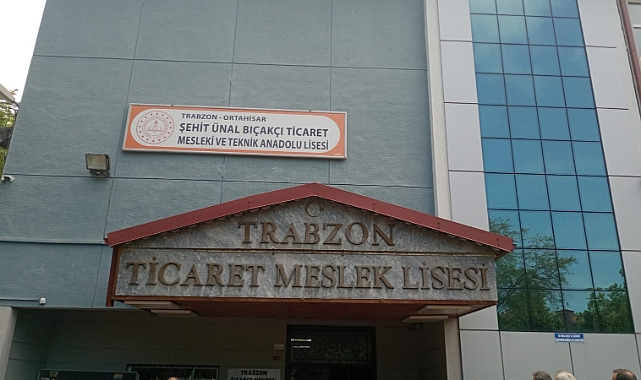 TRABZON - ORTAHİSAR
ŞEHİT ÜNAL BIÇAKÇI TİCARET
MESLEKİ VE TEKNİK ANADOLU LİSESİ
TRABZON
TİCARET MESLEK LİSESİ
TRABZON